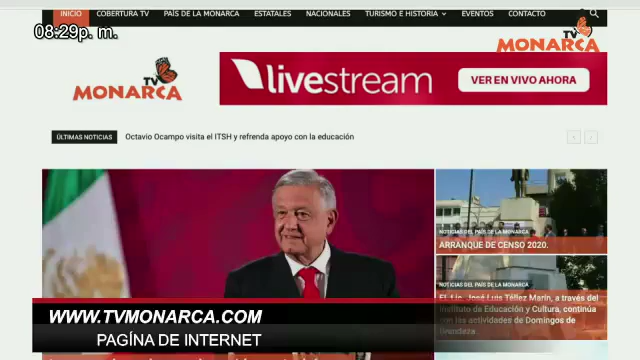 INICIO COBERTURA TV PAÍS DE LA MONARCA ESTATALES NACIONALES TURISMO E HISTORIA EVENTOS CONTACTO
08:29p. m.
TV
MONARCA
TV
MONARCA
livestream
VER EN VIVO AHORA
ÚLTIMAS NOTICIAS
Octavio Ocampo visita el ITSH y refrenda apoyo con la educación
NOTICIAS DEL PAÍS DE LA MONARCA
ARRANQUE DE CENSO 2020.
NOTICIAS DEL PAÍS DE LA MONARCA
EL Lic. José Luis Téllez Marín, a través del
Instituto de Educación y Cultura, continúa
con las actividades de Domingos de
WWW.TVMONARCA.COM
PAGÍNA DE INTERNET